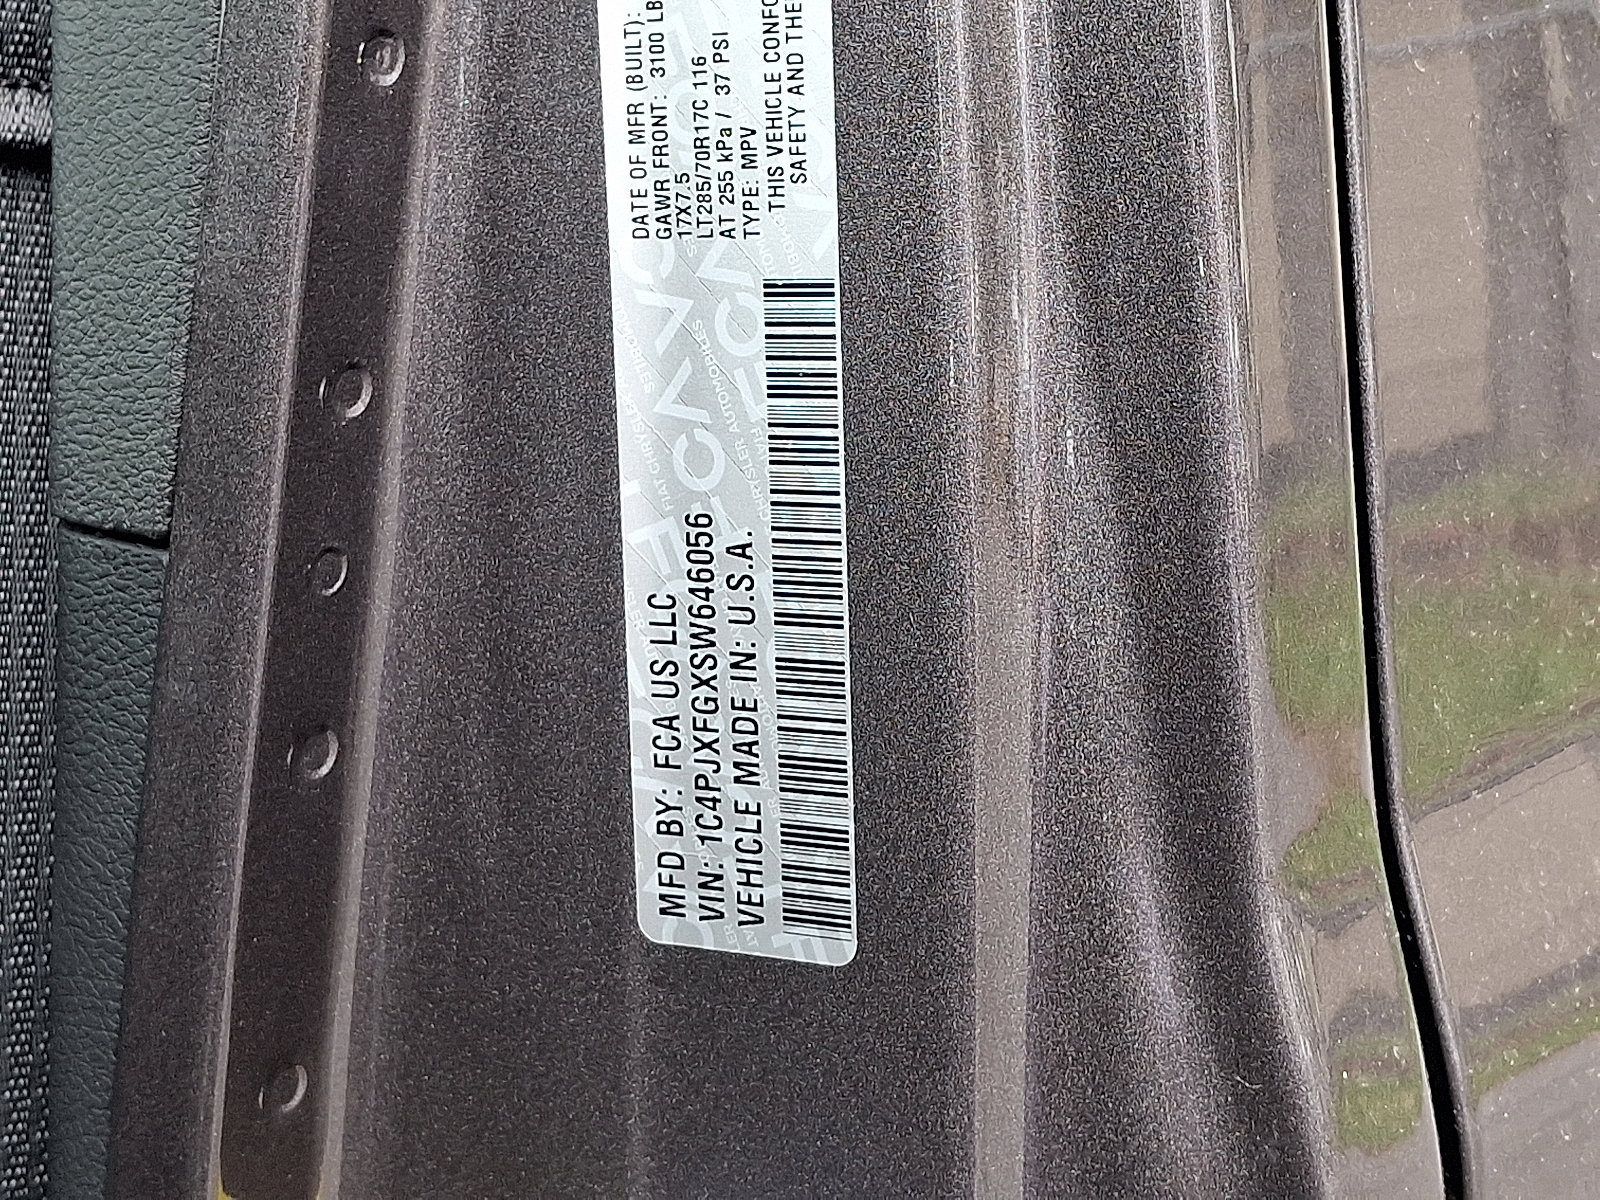 MFD BY: FCA US LLC
VIN: 1C4PJXFGXSW646056
VEHICLE MADE IN: U.S.A.
DATE OF MFR (BUILT):
GAWR FRONT: 3100 LB
17X7.5
LT285/70R17C 116
AT 255 kPa / 37 PSI
TYPE: MPV
THIS VEHICLE CONFO
SAFETY AND THE